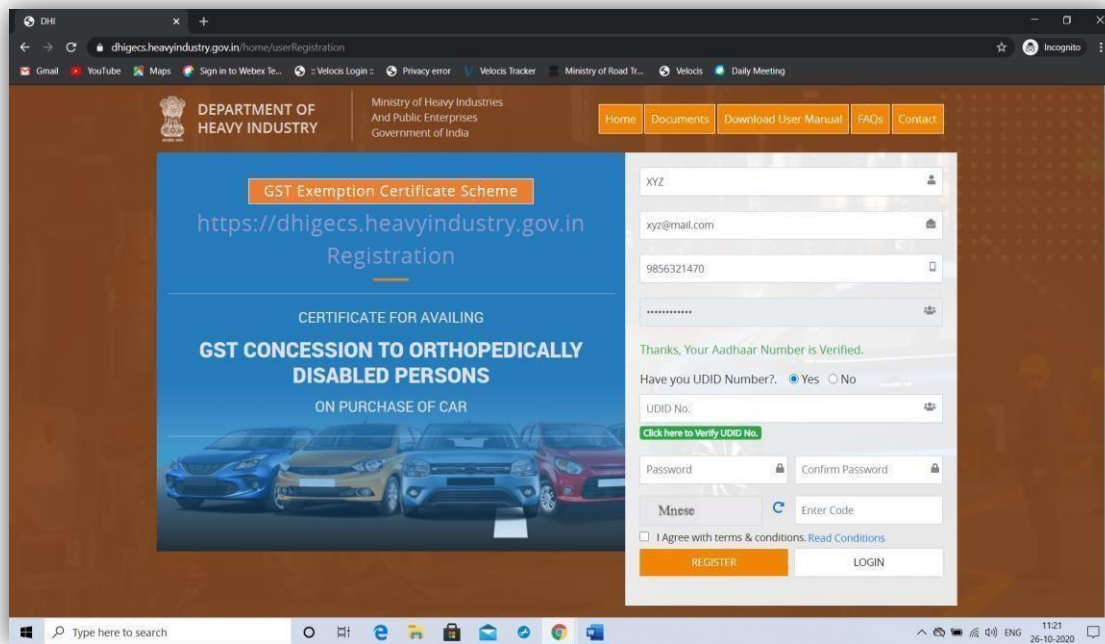 DHI
dhigecs.heavyindustry.gov.in/home/userRegistration
Incognito
Gmail YouTube Maps Sign in to Webex Te... :: Velocis Login :: Privacy error Velocis Tracker Ministry of Road Tr... Velocis Daily Meeting
DEPARTMENT OF
HEAVY INDUSTRY
Ministry of Heavy Industries
And Public Enterprises
Government of India
Home Documents Download User Manual FAQs Contact
GST Exemption Certificate Scheme
https://dhigecs.heavyindustry.gov.in
Registration
CERTIFICATE FOR AVAILING
GST CONCESSION TO ORTHOPEDICALLY
DISABLED PERSONS
ON PURCHASE OF CAR
XYZ
xyz@mail.com
9856321470
............
Thanks, Your Aadhaar Number is Verified.
Have you UDID Number?. Yes No
UDID No.
Click here to Verify UDID No.
Password Confirm Password
Mnese Enter Code
I Agree with terms & conditions. Read Conditions
REGISTER LOGIN
Type here to search
ENG
11:21
26-10-2020